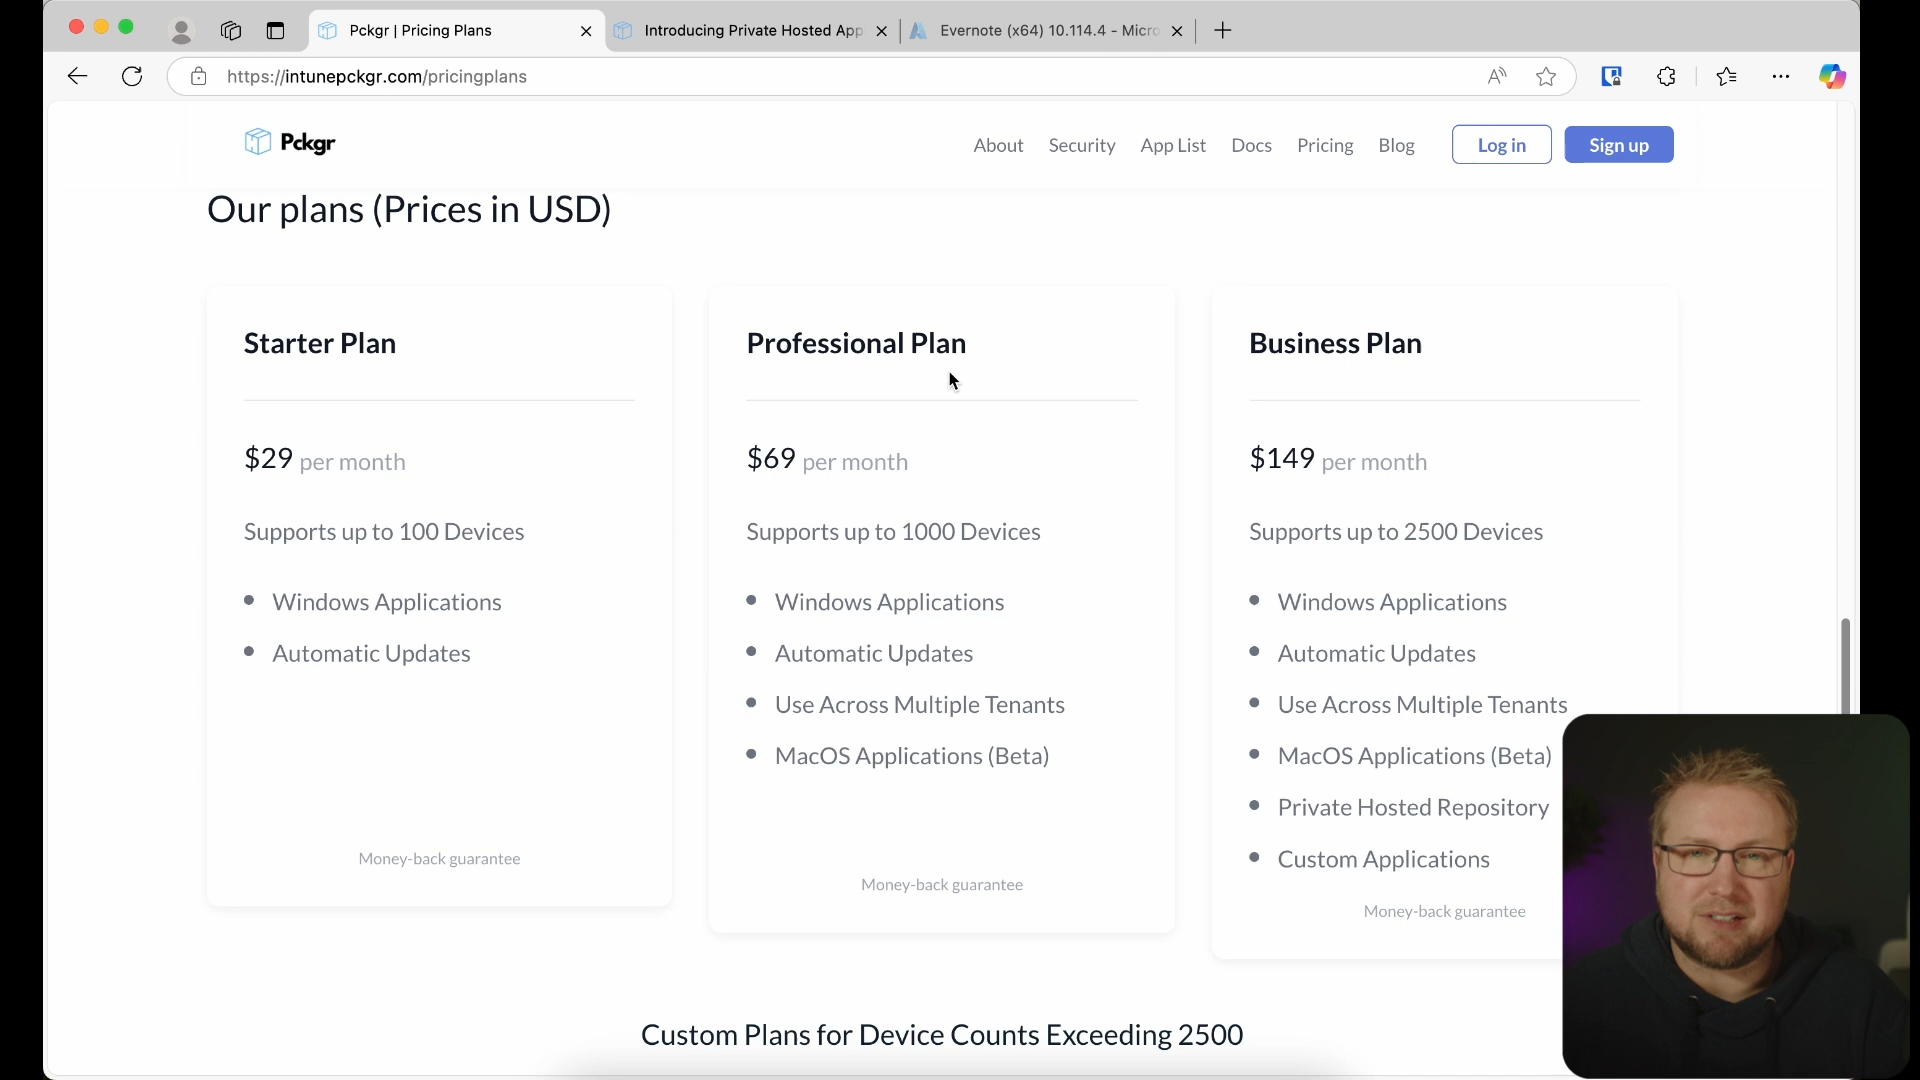 Pckgr | Pricing Plans
Introducing Private Hosted App
Evernote (x64) 10.114.4 - Micro
https://intunepckgr.com/pricingplans
Pckgr
About
Security
App List
Docs
Pricing
Blog
Log in
Sign up
Our plans (Prices in USD)
Starter Plan
$29 per month
Supports up to 100 Devices
Windows Applications
Automatic Updates
Money-back guarantee
Professional Plan
$69 per month
Supports up to 1000 Devices
Windows Applications
Automatic Updates
Use Across Multiple Tenants
MacOS Applications (Beta)
Money-back guarantee
Business Plan
$149 per month
Supports up to 2500 Devices
Windows Applications
Automatic Updates
Use Across Multiple Tenants
MacOS Applications (Beta)
Private Hosted Repository
Custom Applications
Money-back guarantee
Custom Plans for Device Counts Exceeding 2500